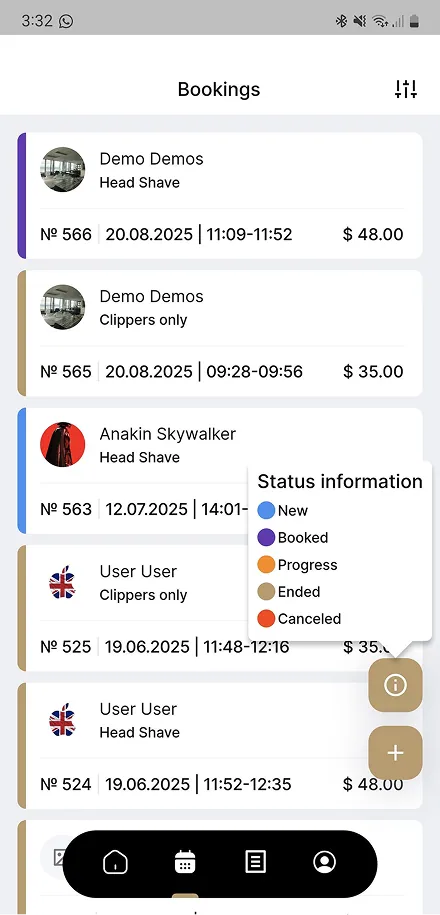 3:32
Bookings
Demo Demos
Head Shave
№ 566 20.08.2025 | 11:09-11:52 $ 48.00
Demo Demos
Clippers only
№ 565 20.08.2025 | 09:28-09:56 $ 35.00
Anakin Skywalker
Head Shave
№ 563 12.07.2025 | 14:01-
Status information
New
Booked
Progress
Ended
Canceled
User User
Clippers only
№ 525 19.06.2025 | 11:48-12:16 $ 35.
User User
Head Shave
№ 524 19.06.2025 | 11:52-12:35 $ 48.00